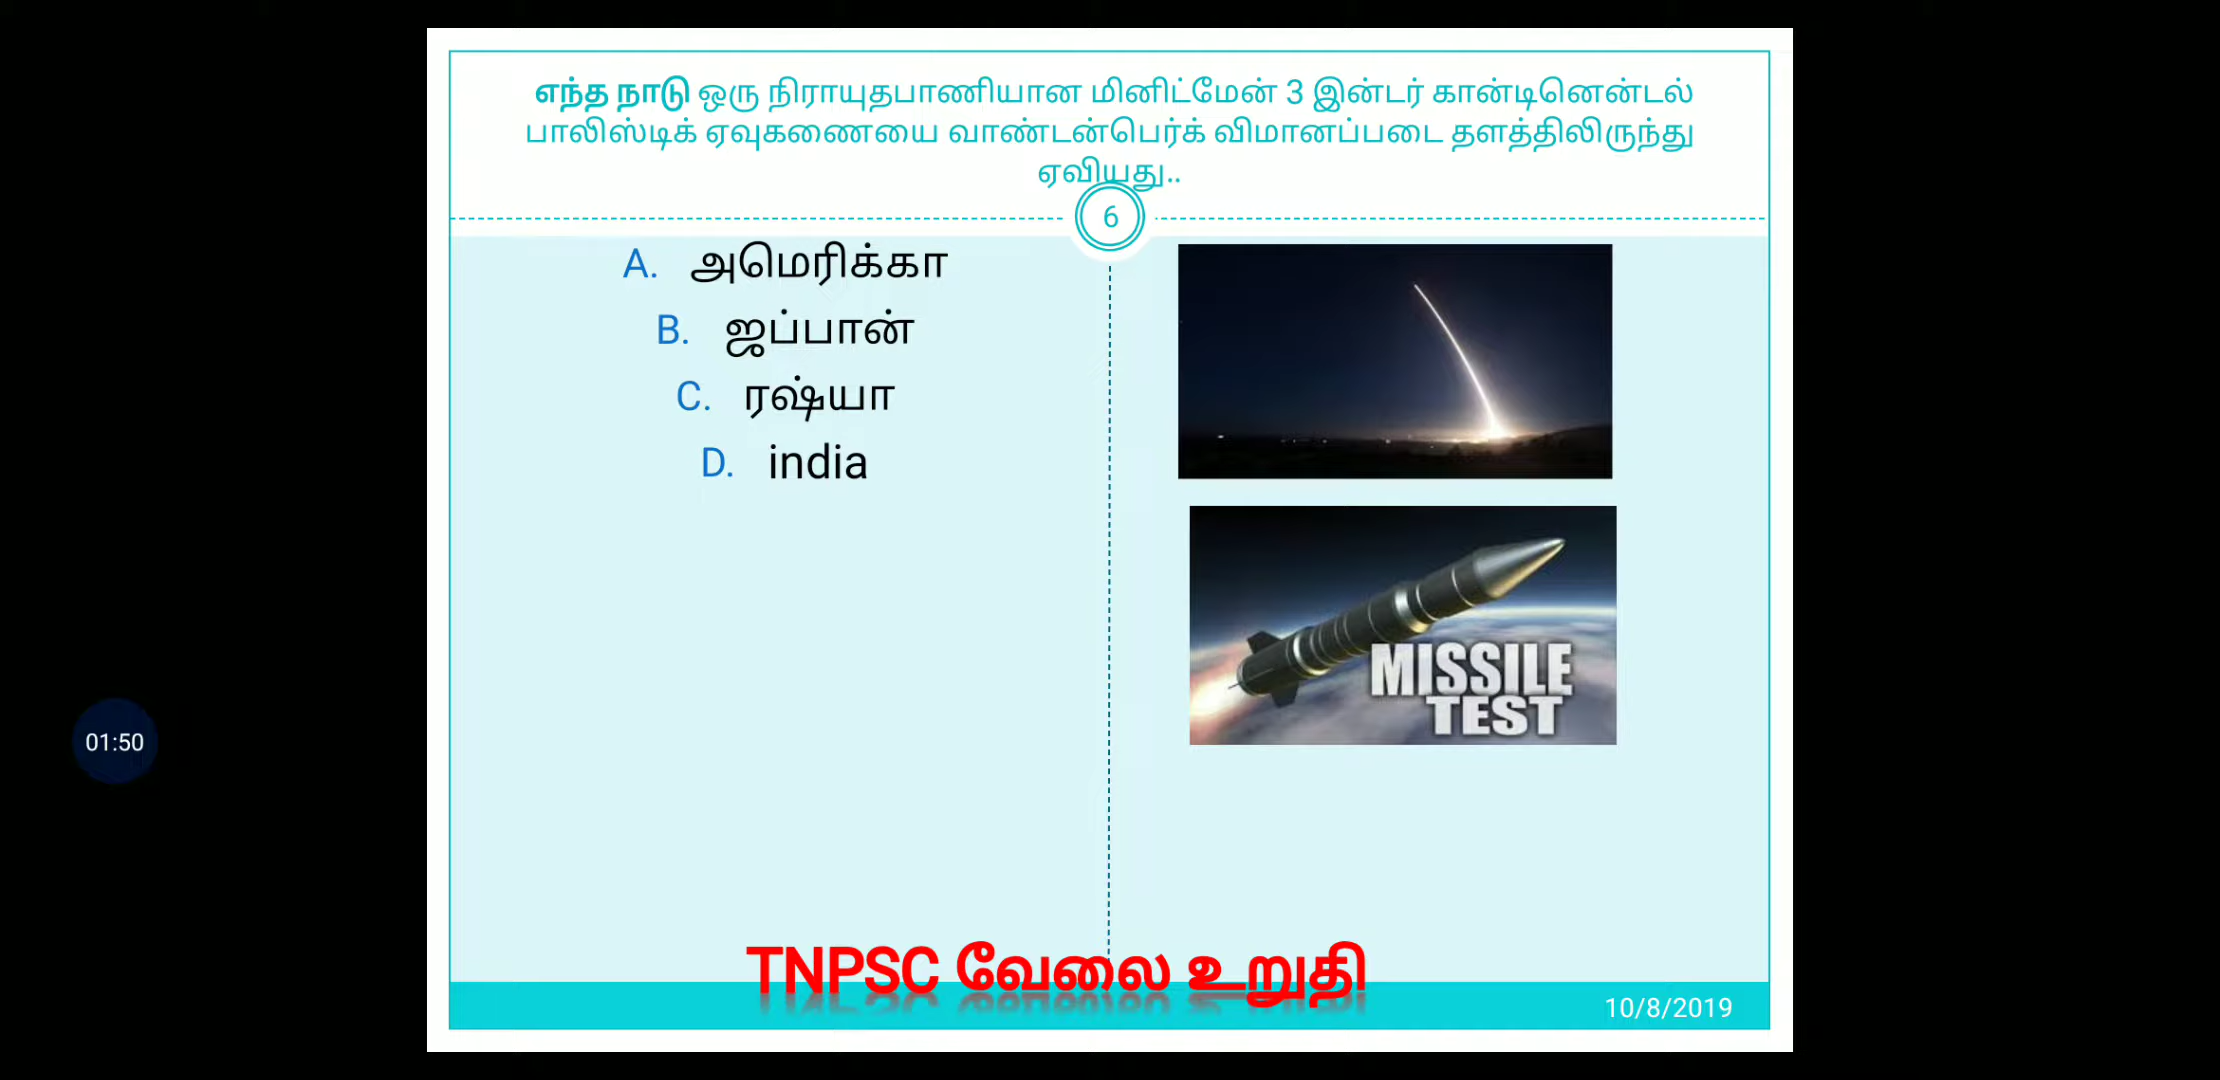 எந்த நாடு ஒரு நிராயுதபாணியான மினிட்மேன் 3 இன்டர் கான்டினென்டல்
பாலிஸ்டிக் ஏவுகணையை வாண்டன்பெர்க் விமானப்படை தளத்திலிருந்து
ஏவியது..
6
A. அமெரிக்கா
B. ஜப்பான்
C. ரஷ்யா
D. india
MISSILE
TEST
01:50
TNPSC வேலை உறுதி
10/8/2019